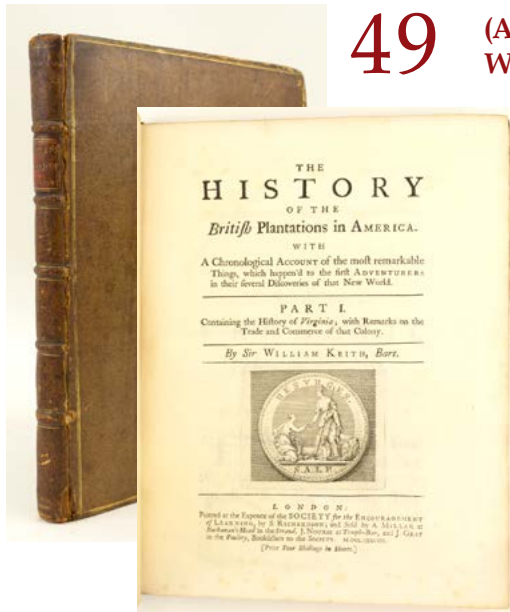 49 (A
W
THE
HISTORY
OF THE
Britiſh Plantations in AMERICA.
WITH
A Chronological ACCOUNT of the moſt remarkable
Things, which happen'd to the firſt ADVENTURERS
in their ſeveral Diſcoveries of that New World.
PART I.
Containing the Hiſtory of Virginia; with Remarks on the
Trade and Commerce of that Colony.
By Sir WILLIAM KEITH, Bart.
RESURGES.
S.A.E.P.
LONDON:
Printed at the Expence of the SOCIETY for the ENCOURAGEMENT
of LEARNING, by S. RICHARDSON; and Sold by A. MILLAR, at
Buchanan's Head in the Strand, J. NOURSE at Temple-Bar, and J. GRAY
in the Poultry, Bookſellers to the SOCIETY.
[Price Four Shillings in Sheets.]